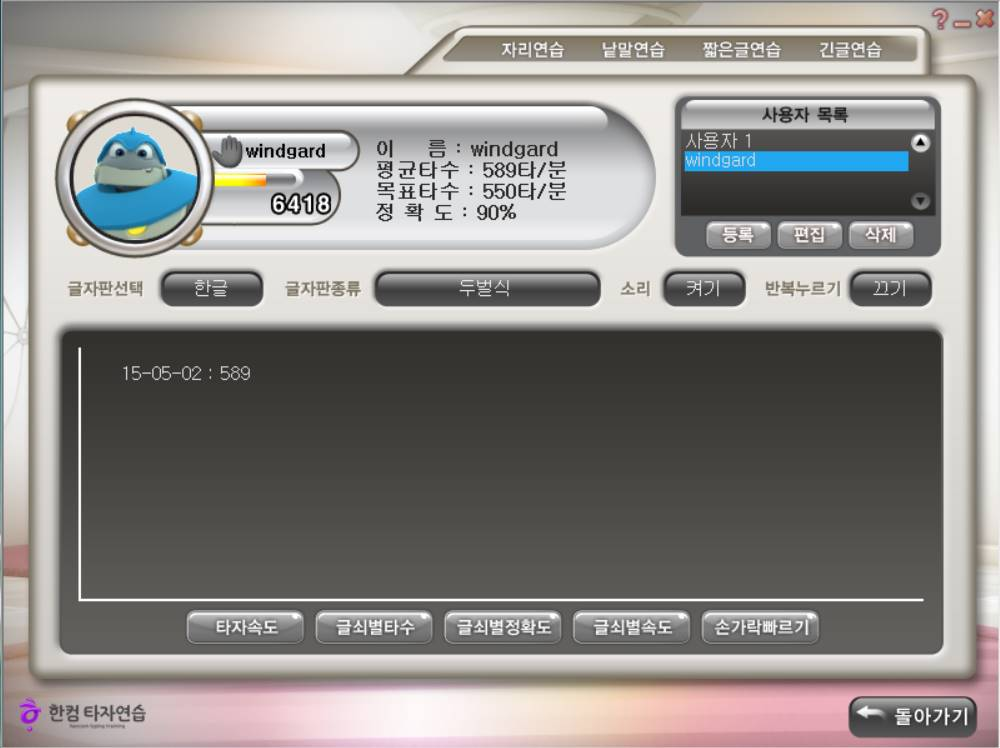 자리연습 낱말연습 짧은글연습 긴글연습
windgard
6418
이 름 : windgard
평균타수 : 589타/분
목표타수 : 550타/분
정 확 도 : 90%
사용자 목록
사용자 1
windgard
등록 편집 삭제
글자판선택 한글 글자판종류 두벌식 소리 켜기 반복누르기 끄기
15-05-02 : 589
타자속도 글쇠별타수 글쇠별정확도 글쇠별속도 손가락빠르기
한컴 타자연습
돌아가기